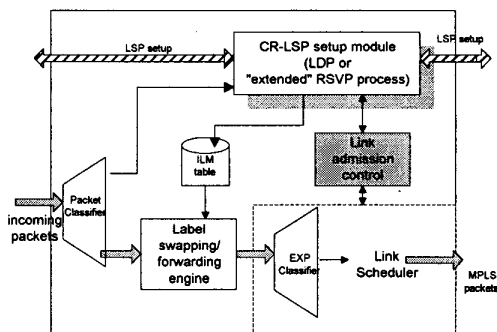 LSP setup
CR-LSP setup module
(LDP or
"extended" RSVP process)
LSP setup
ILM
table
Link
admission
control
Packet
Classifier
incoming
packets
Label
swapping/
forwarding
engine
EXP
Classifier
Link
Scheduler
MPLS
packets